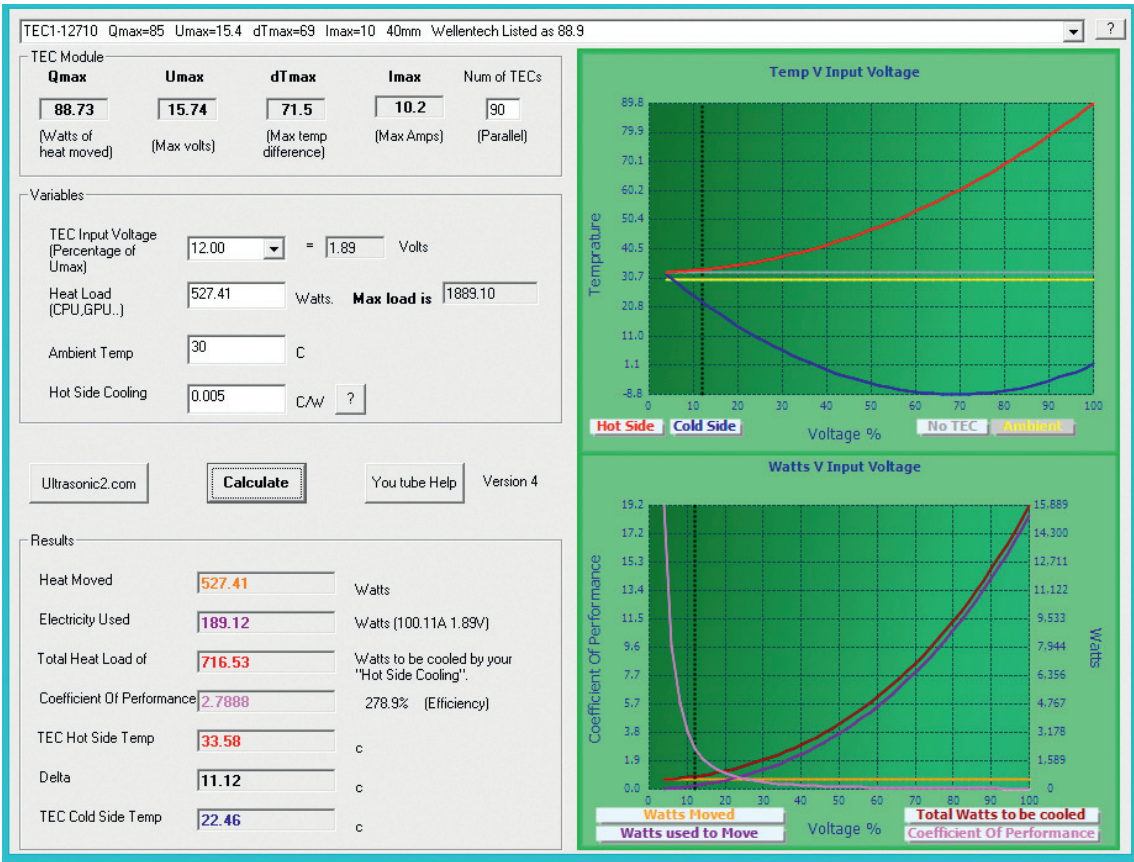 TEC1-12710 Qmax=85 Umax=15.4 dTmax=69 Imax=10 40mm Wellentech Listed as 88.9
?
TEC Module
Qmax Umax dTmax Imax Num of TECs
88.73 15.74 71.5 10.2 90
(Watts of
heat moved)
(Max volts)
(Max temp
difference)
(Max Amps)
(Parallel)
Variables
TEC Input Voltage
(Percentage of
Umax)
12.00 = 1.89 Volts
Heat Load
(CPU,GPU..)
527.41 Watts. Max load is 1889.10
Ambient Temp 30 C
Hot Side Cooling 0.005 C/W ?
Ultrasonic2.com Calculate You tube Help Version 4
Results
Heat Moved 527.41 Watts
Electricity Used 189.12 Watts (100.11A 1.89V)
Total Heat Load of 716.53 Watts to be cooled by your
"Hot Side Cooling".
Coefficient Of Performance 2.7888 278.9% (Efficiency)
TEC Hot Side Temp 33.58 c
Delta 11.12 c
TEC Cold Side Temp 22.46 c
Temp V Input Voltage
Temprature
89.8
79.9
70.1
60.2
50.4
40.5
30.7
20.8
11.0
1.1
-8.8
0 10 20 30 40 50 60 70 80 90 100
Hot Side Cold Side No TEC Ambient
Voltage %
Watts V Input Voltage
Coefficient Of Performance
19.2
17.2
15.3
13.4
11.5
9.6
7.7
5.7
3.8
1.9
0.0
15.889
14.300
12.711
11.122
9.533
7.944
6.356
4.767
3.178
1.589
0
Watts
0 10 20 30 40 50 60 70 80 90 100
Watts Moved Total Watts to be cooled
Watts used to Move Voltage % Coefficient Of Performance